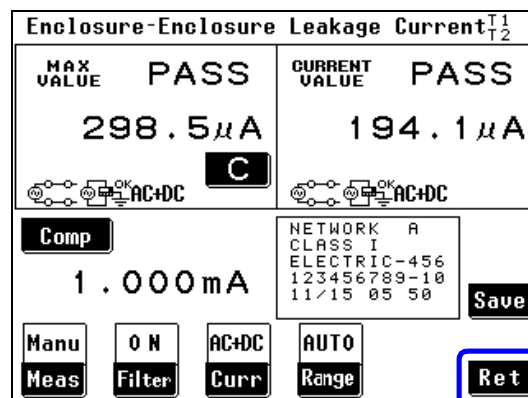 Enclosure-Enclosure Leakage Current T1 T2
MAX VALUE PASS
298.5μA
C
OK AC+DC
CURRENT VALUE PASS
194.1μA
OK AC+DC
Comp
1.000mA
NETWORK A
CLASS I
ELECTRIC-456
123456789-10
11/15 05 50
Save
Manu ON AC+DC AUTO
Meas Filter Curr Range Ret